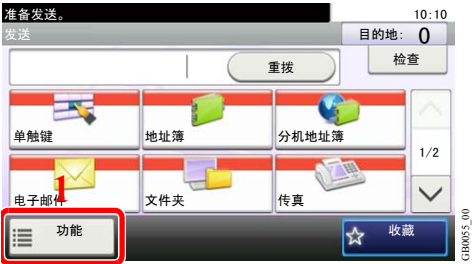 准备发送。 10:10
发送 目的地: 0
重拨 检查
单触键 地址簿 分机地址簿
1/2
电子邮件 文件夹 传真
1
功能 收藏
GB0055_00